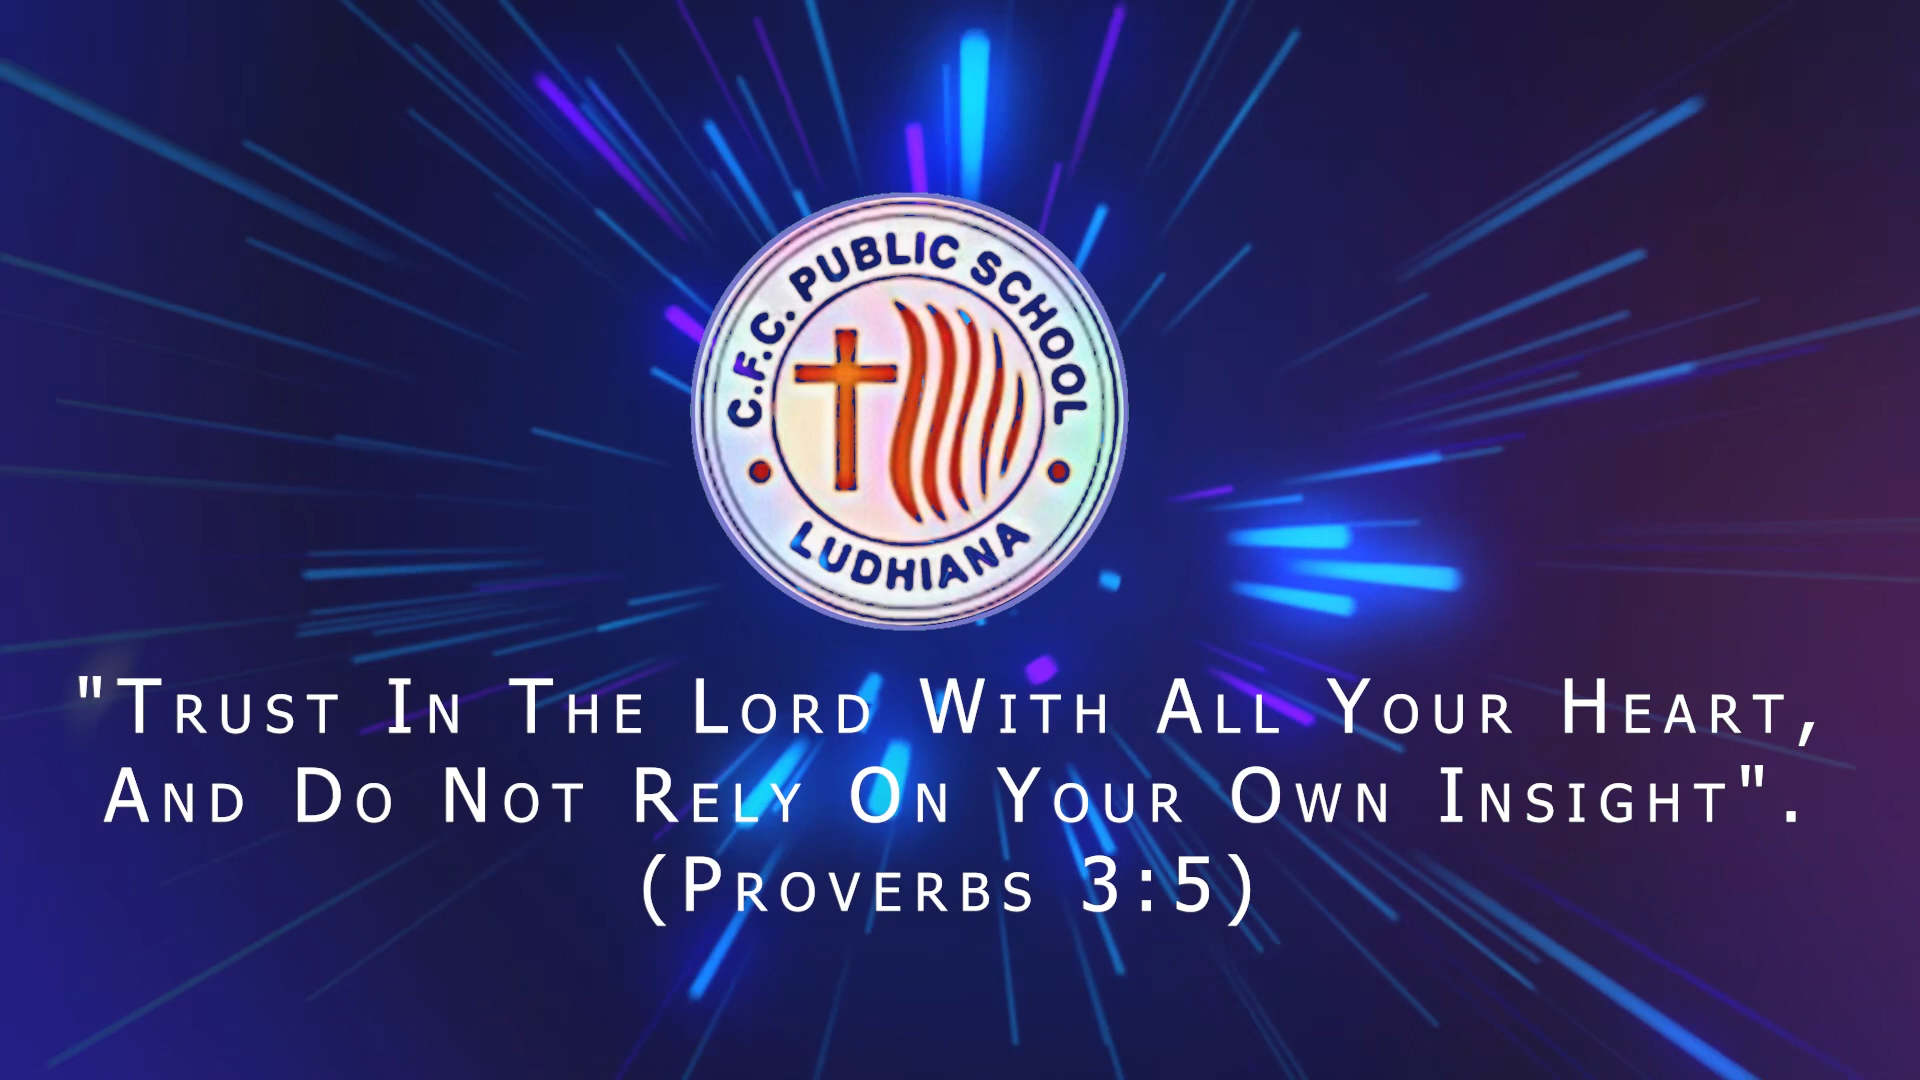 C.F.C. PUBLIC SCHOOL
LUDHIANA
"Trust In The Lord With All Your Heart,
And Do Not Rely On Your Own Insight".
(Proverbs 3:5)